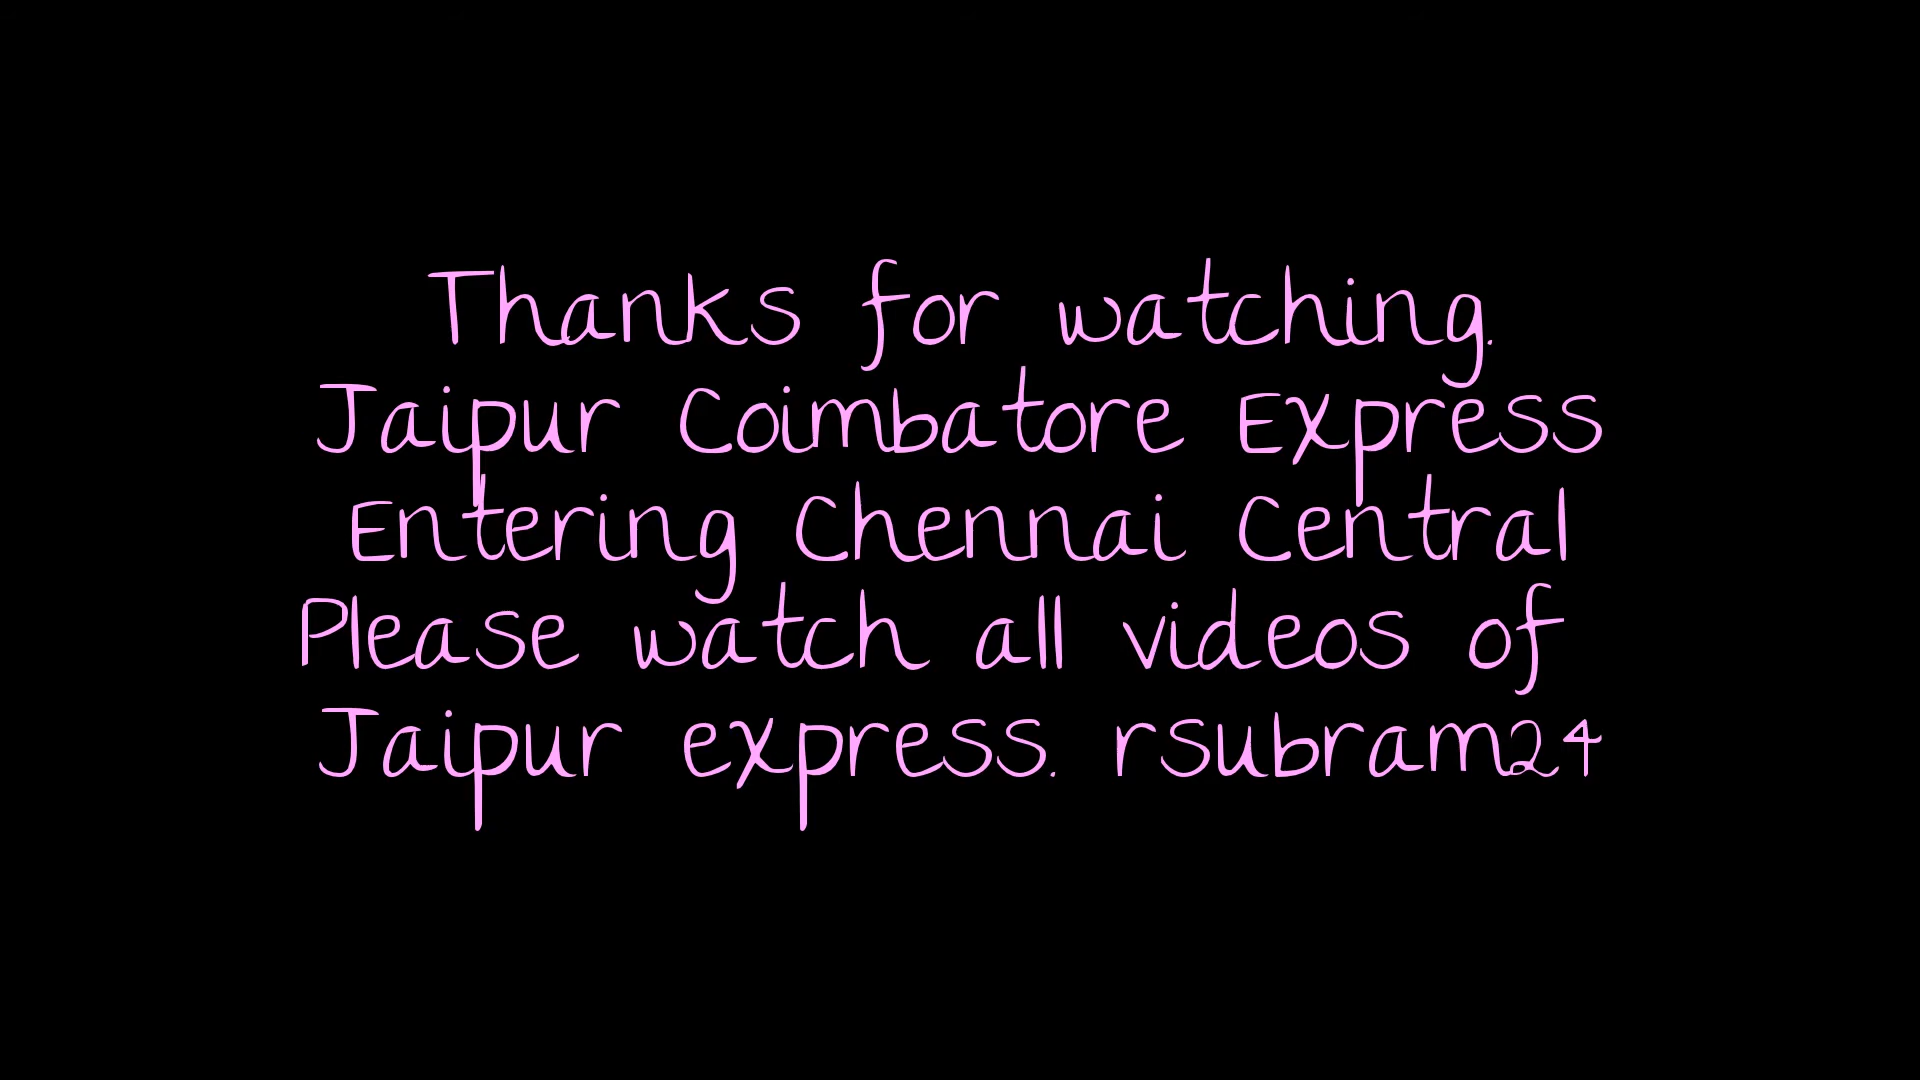 Thanks for watching.
Jaipur Coimbatore Express
Entering Chennai Central
Please watch all videos of
Jaipur express. rsubram24